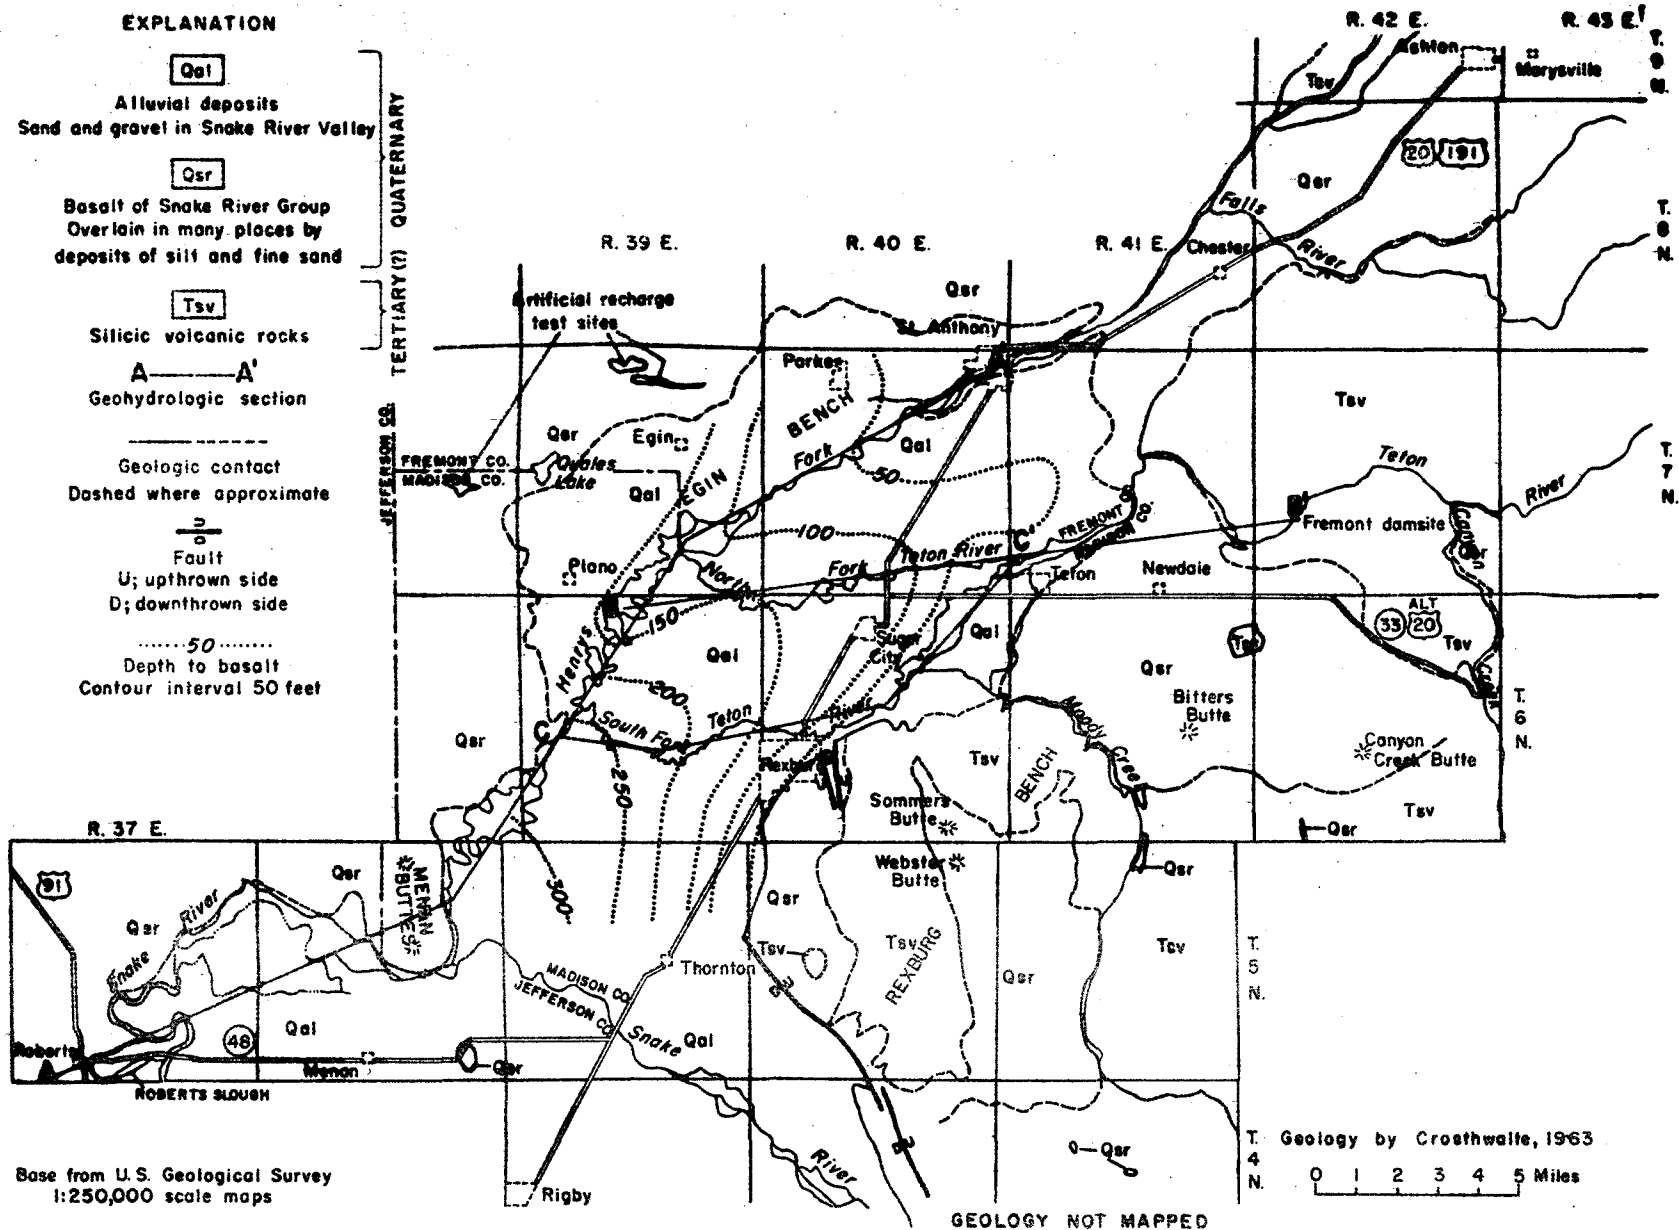 EXPLANATION
Qal
Alluvial deposits
Sand and gravel in Snake River Valley
Qsr
Basalt of Snake River Group
Overlain in many places by
deposits of silt and fine sand
Tsv
Silicic volcanic rocks
A A'
Geohydrologic section
Geologic contact
Dashed where approximate
U
D
Fault
U; upthrown side
D; downthrown side
50
Depth to basalt
Contour interval 50 feet
QUATERNARY
TERTIARY (?)
R. 42 E.
R. 43 E.
T. 9 N.
Ashton
Marysville
Tsv
20 191
Qsr
Falls
River
T. 8 N.
R. 39 E.
R. 40 E.
R. 41 E.
Chester
Qsr
Artificial recharge
test sites
St. Anthony
Parker
BENCH
EGIN
Tsv
JEFFERSON CO.
FREMONT CO.
MADISON CO.
Qsr
Egin
Quales
Lake
Qal
Henrys
Fork
Qal
50
100
Teton
River
T. 7 N.
Canyon
Creek
Qsr
B'
Fremont damsite
FREMONT CO.
MADISON CO.
C'
Plano
North
Fork
Teton River
Teton
Newdale
150
Sugar
City
Qal
33
ALT
20
Tsv
Tsv
Qal
Qsr
Bitters
Butte
T. 6 N.
200
South Fork
Teton
River
C
Qsr
250
Rexburg
Tsv
BENCH
Moody
Creek
Canyon
Creek Butte
Sommers
Butte
Tsv
Qsr
R. 37 E.
Webster
Butte
Qsr
91
Qsr
MENAN
BUTTES
300
Qsr
Qsr
Snake
River
Tsv
Thornton
Tsv
REXBURG
Qsr
Tsv
T. 5 N.
MADISON CO.
JEFFERSON CO.
D
U
Qal
48
Snake
Qal
Roberts
A
Menan
Qsr
ROBERTS SLOUGH
Qsr
T. 4 N.
Geology by Crosthwaite, 1963
0 1 2 3 4 5 Miles
River
Rigby
Base from U.S. Geological Survey
1:250,000 scale maps
GEOLOGY NOT MAPPED